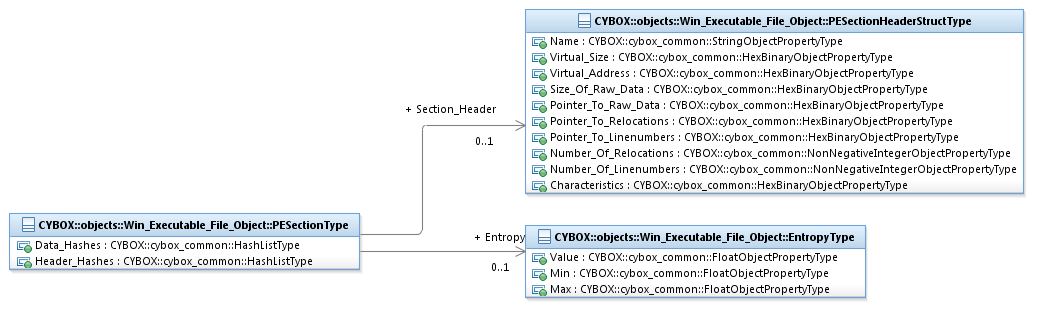 CYBOX::objects::Win_Executable_File_Object::PESectionHeaderStructType
Name : CYBOX::cybox_common::StringObjectPropertyType
Virtual_Size : CYBOX::cybox_common::HexBinaryObjectPropertyType
Virtual_Address : CYBOX::cybox_common::HexBinaryObjectPropertyType
Size_Of_Raw_Data : CYBOX::cybox_common::HexBinaryObjectPropertyType
Pointer_To_Raw_Data : CYBOX::cybox_common::HexBinaryObjectPropertyType
Pointer_To_Relocations : CYBOX::cybox_common::HexBinaryObjectPropertyType
Pointer_To_Linenumbers : CYBOX::cybox_common::HexBinaryObjectPropertyType
Number_Of_Relocations : CYBOX::cybox_common::NonNegativeIntegerObjectPropertyType
Number_Of_Linenumbers : CYBOX::cybox_common::NonNegativeIntegerObjectPropertyType
Characteristics : CYBOX::cybox_common::HexBinaryObjectPropertyType
+ Section_Header
0..1
CYBOX::objects::Win_Executable_File_Object::PESectionType
Data_Hashes : CYBOX::cybox_common::HashListType
Header_Hashes : CYBOX::cybox_common::HashListType
+ Entropy
0..1
CYBOX::objects::Win_Executable_File_Object::EntropyType
Value : CYBOX::cybox_common::FloatObjectPropertyType
Min : CYBOX::cybox_common::FloatObjectPropertyType
Max : CYBOX::cybox_common::FloatObjectPropertyType